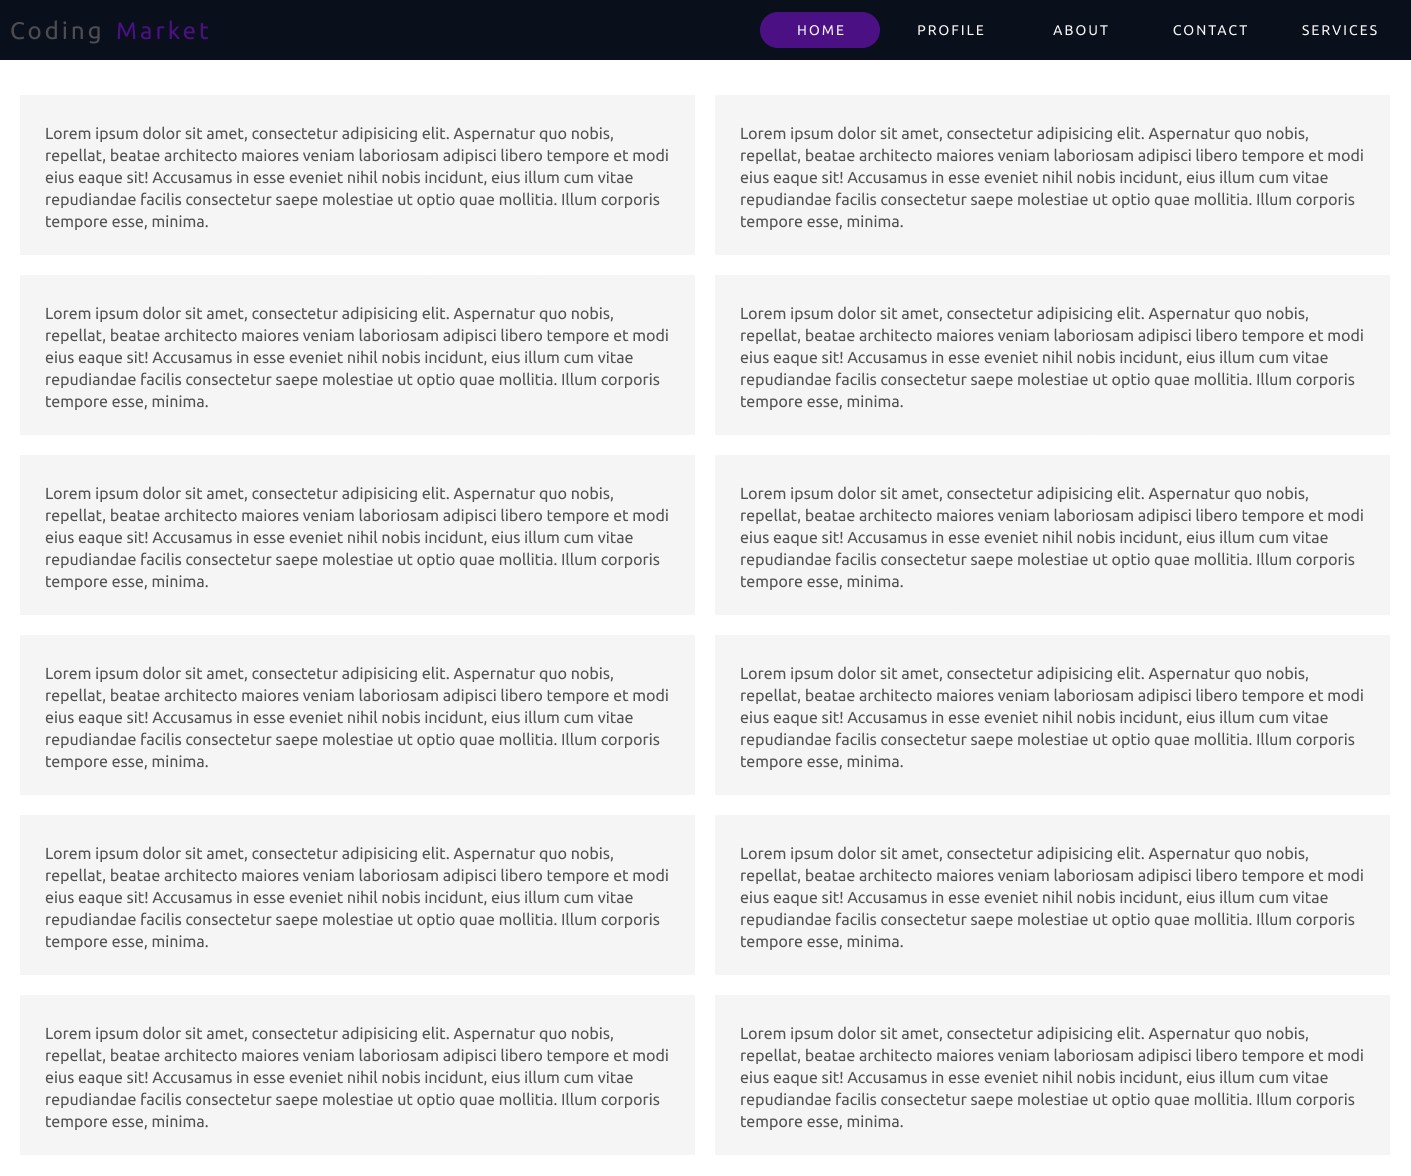 Coding Market
HOME PROFILE ABOUT CONTACT SERVICES
Lorem ipsum dolor sit amet, consectetur adipisicing elit. Aspernatur quo nobis,
repellat, beatae architecto maiores veniam laboriosam adipisci libero tempore et modi
eius eaque sit! Accusamus in esse eveniet nihil nobis incidunt, eius illum cum vitae
repudiandae facilis consectetur saepe molestiae ut optio quae mollitia. Illum corporis
tempore esse, minima.
Lorem ipsum dolor sit amet, consectetur adipisicing elit. Aspernatur quo nobis,
repellat, beatae architecto maiores veniam laboriosam adipisci libero tempore et modi
eius eaque sit! Accusamus in esse eveniet nihil nobis incidunt, eius illum cum vitae
repudiandae facilis consectetur saepe molestiae ut optio quae mollitia. Illum corporis
tempore esse, minima.
Lorem ipsum dolor sit amet, consectetur adipisicing elit. Aspernatur quo nobis,
repellat, beatae architecto maiores veniam laboriosam adipisci libero tempore et modi
eius eaque sit! Accusamus in esse eveniet nihil nobis incidunt, eius illum cum vitae
repudiandae facilis consectetur saepe molestiae ut optio quae mollitia. Illum corporis
tempore esse, minima.
Lorem ipsum dolor sit amet, consectetur adipisicing elit. Aspernatur quo nobis,
repellat, beatae architecto maiores veniam laboriosam adipisci libero tempore et modi
eius eaque sit! Accusamus in esse eveniet nihil nobis incidunt, eius illum cum vitae
repudiandae facilis consectetur saepe molestiae ut optio quae mollitia. Illum corporis
tempore esse, minima.
Lorem ipsum dolor sit amet, consectetur adipisicing elit. Aspernatur quo nobis,
repellat, beatae architecto maiores veniam laboriosam adipisci libero tempore et modi
eius eaque sit! Accusamus in esse eveniet nihil nobis incidunt, eius illum cum vitae
repudiandae facilis consectetur saepe molestiae ut optio quae mollitia. Illum corporis
tempore esse, minima.
Lorem ipsum dolor sit amet, consectetur adipisicing elit. Aspernatur quo nobis,
repellat, beatae architecto maiores veniam laboriosam adipisci libero tempore et modi
eius eaque sit! Accusamus in esse eveniet nihil nobis incidunt, eius illum cum vitae
repudiandae facilis consectetur saepe molestiae ut optio quae mollitia. Illum corporis
tempore esse, minima.
Lorem ipsum dolor sit amet, consectetur adipisicing elit. Aspernatur quo nobis,
repellat, beatae architecto maiores veniam laboriosam adipisci libero tempore et modi
eius eaque sit! Accusamus in esse eveniet nihil nobis incidunt, eius illum cum vitae
repudiandae facilis consectetur saepe molestiae ut optio quae mollitia. Illum corporis
tempore esse, minima.
Lorem ipsum dolor sit amet, consectetur adipisicing elit. Aspernatur quo nobis,
repellat, beatae architecto maiores veniam laboriosam adipisci libero tempore et modi
eius eaque sit! Accusamus in esse eveniet nihil nobis incidunt, eius illum cum vitae
repudiandae facilis consectetur saepe molestiae ut optio quae mollitia. Illum corporis
tempore esse, minima.
Lorem ipsum dolor sit amet, consectetur adipisicing elit. Aspernatur quo nobis,
repellat, beatae architecto maiores veniam laboriosam adipisci libero tempore et modi
eius eaque sit! Accusamus in esse eveniet nihil nobis incidunt, eius illum cum vitae
repudiandae facilis consectetur saepe molestiae ut optio quae mollitia. Illum corporis
tempore esse, minima.
Lorem ipsum dolor sit amet, consectetur adipisicing elit. Aspernatur quo nobis,
repellat, beatae architecto maiores veniam laboriosam adipisci libero tempore et modi
eius eaque sit! Accusamus in esse eveniet nihil nobis incidunt, eius illum cum vitae
repudiandae facilis consectetur saepe molestiae ut optio quae mollitia. Illum corporis
tempore esse, minima.
Lorem ipsum dolor sit amet, consectetur adipisicing elit. Aspernatur quo nobis,
repellat, beatae architecto maiores veniam laboriosam adipisci libero tempore et modi
eius eaque sit! Accusamus in esse eveniet nihil nobis incidunt, eius illum cum vitae
repudiandae facilis consectetur saepe molestiae ut optio quae mollitia. Illum corporis
tempore esse, minima.
Lorem ipsum dolor sit amet, consectetur adipisicing elit. Aspernatur quo nobis,
repellat, beatae architecto maiores veniam laboriosam adipisci libero tempore et modi
eius eaque sit! Accusamus in esse eveniet nihil nobis incidunt, eius illum cum vitae
repudiandae facilis consectetur saepe molestiae ut optio quae mollitia. Illum corporis
tempore esse, minima.